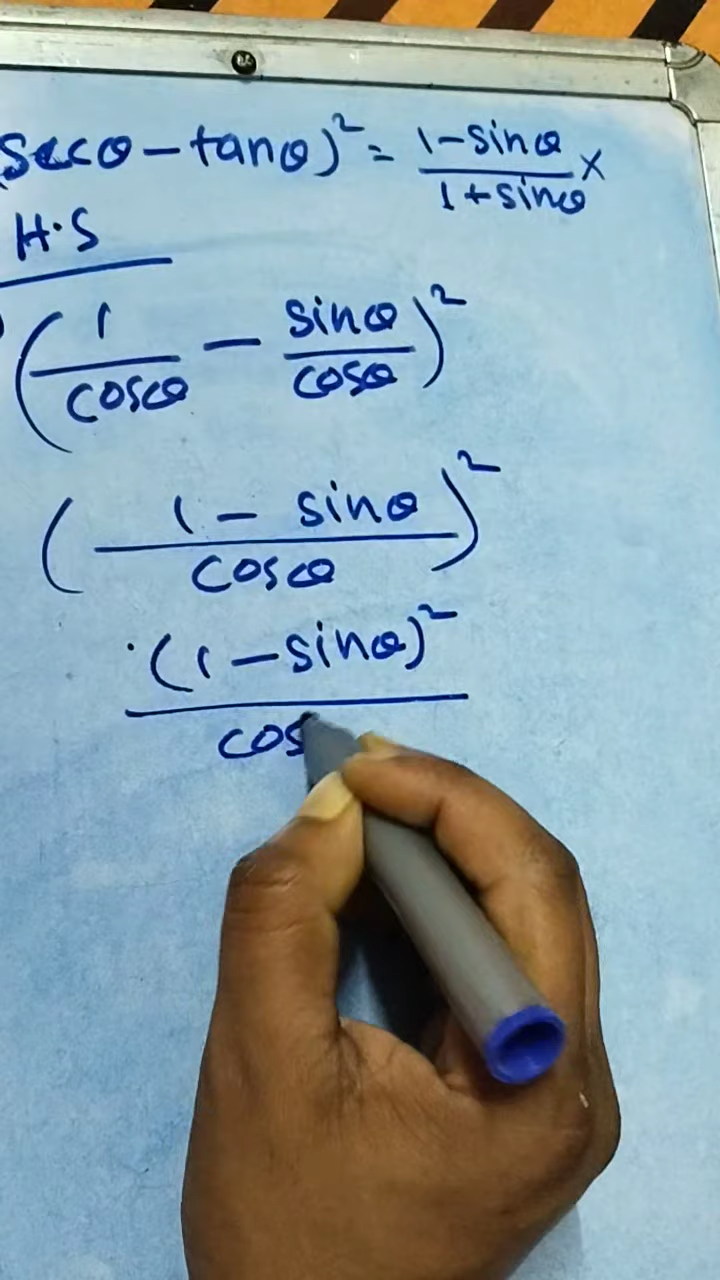 (secθ - tanθ)² = 1 - sinθ / 1 + sinθ ×
H.S
(1 / cosθ - sinθ / cosθ)²
(1 - sinθ / cosθ)²
(1 - sinθ)²
cos